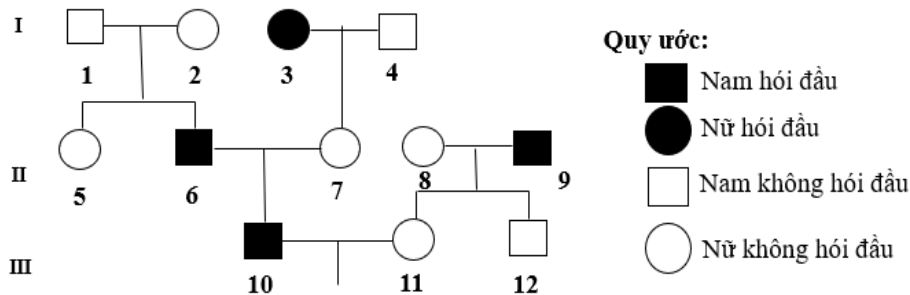 I
1 2 3 4
Quy ước:
Nam hói đầu
Nữ hói đầu
Nam không hói đầu
Nữ không hói đầu
II
5 6 7 8 9
III
10 11 12